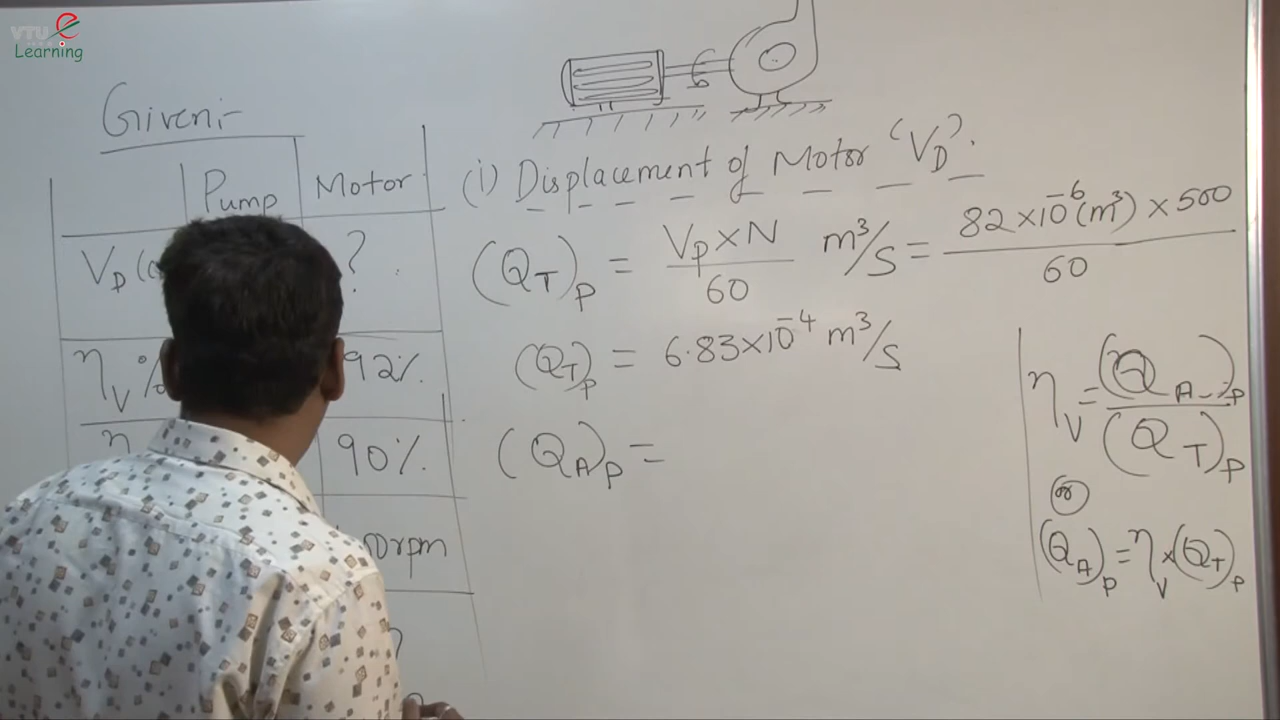 VTU e
Learning
Given:-
Pump Motor
V_D ?
η_V % 92%
η 90%
rpm
?
(i) Displacement of Motor 'V_D'.
(Q_T)_P = V_P × N / 60 m³/s = 82 × 10⁻⁶ (m³) × 500 / 60
(Q_T)_P = 6.83 × 10⁻⁴ m³/s
(Q_A)_P =
η_V = (Q_A)_P / (Q_T)_P
or
(Q_A)_P = η_V × (Q_T)_P